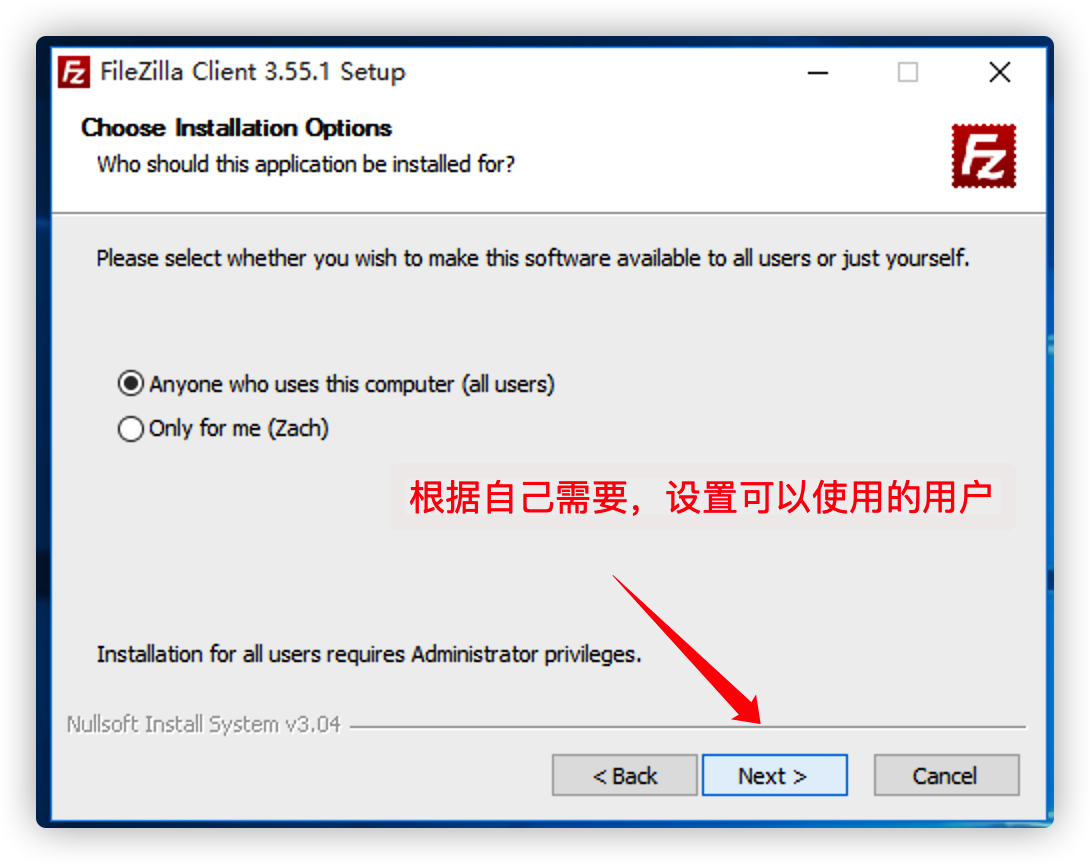 FileZilla Client 3.55.1 Setup
Choose Installation Options
Who should this application be installed for?
Please select whether you wish to make this software available to all users or just yourself.
Anyone who uses this computer (all users)
Only for me (Zach)
根据自己需要，设置可以使用的用户
Installation for all users requires Administrator privileges.
Nullsoft Install System v3.04
< Back
Next >
Cancel